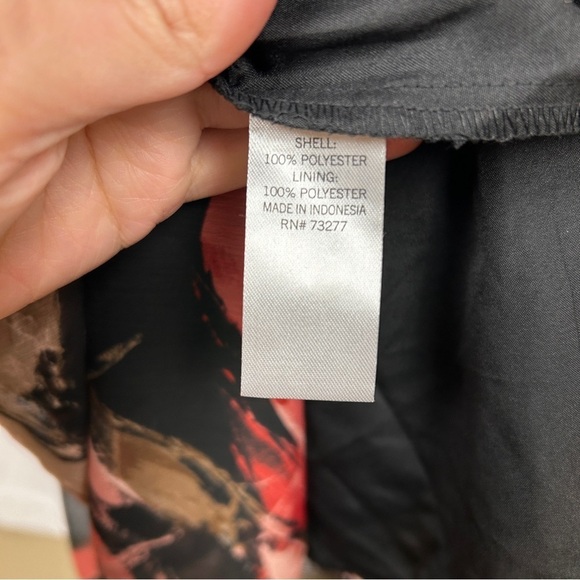 SHELL:
100% POLYESTER
LINING:
100% POLYESTER
MADE IN INDONESIA
RN# 73277